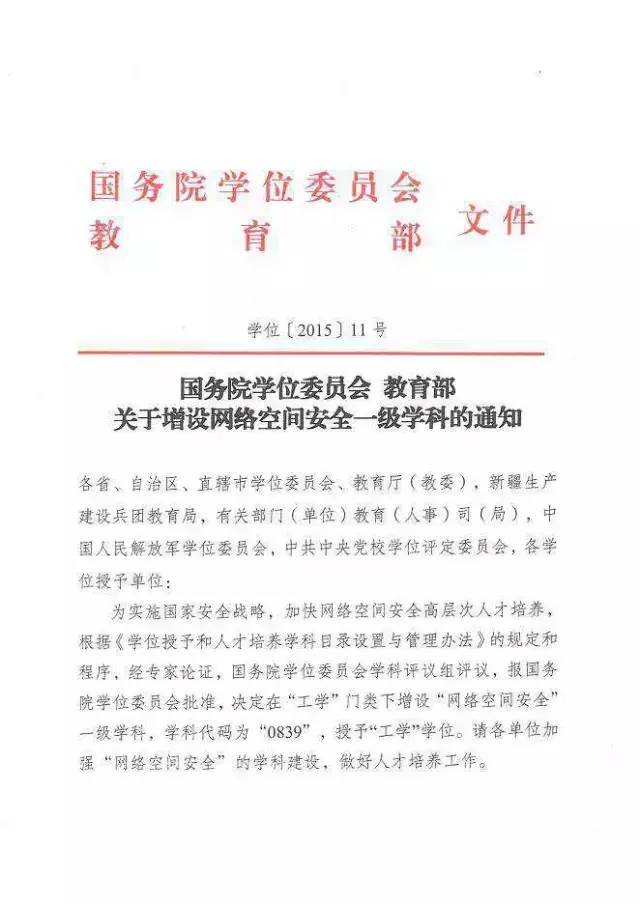 国务院学位委员会
教育部
文件
学位〔2015〕11号
国务院学位委员会 教育部
关于增设网络空间安全一级学科的通知
各省、自治区、直辖市学位委员会、教育厅（教委），新疆生产
建设兵团教育局，有关部门（单位）教育（人事）司（局），中
国人民解放军学位委员会，中共中央党校学位评定委员会，各学
位授予单位：
为实施国家安全战略，加快网络空间安全高层次人才培养，
根据《学位授予和人才培养学科目录设置与管理办法》的规定和
程序，经专家论证，国务院学位委员会学科评议组评议，报国务
院学位委员会批准，决定在“工学”门类下增设“网络空间安全”
一级学科，学科代码为“0839”，授予“工学”学位。请各单位加
强“网络空间安全”的学科建设，做好人才培养工作。